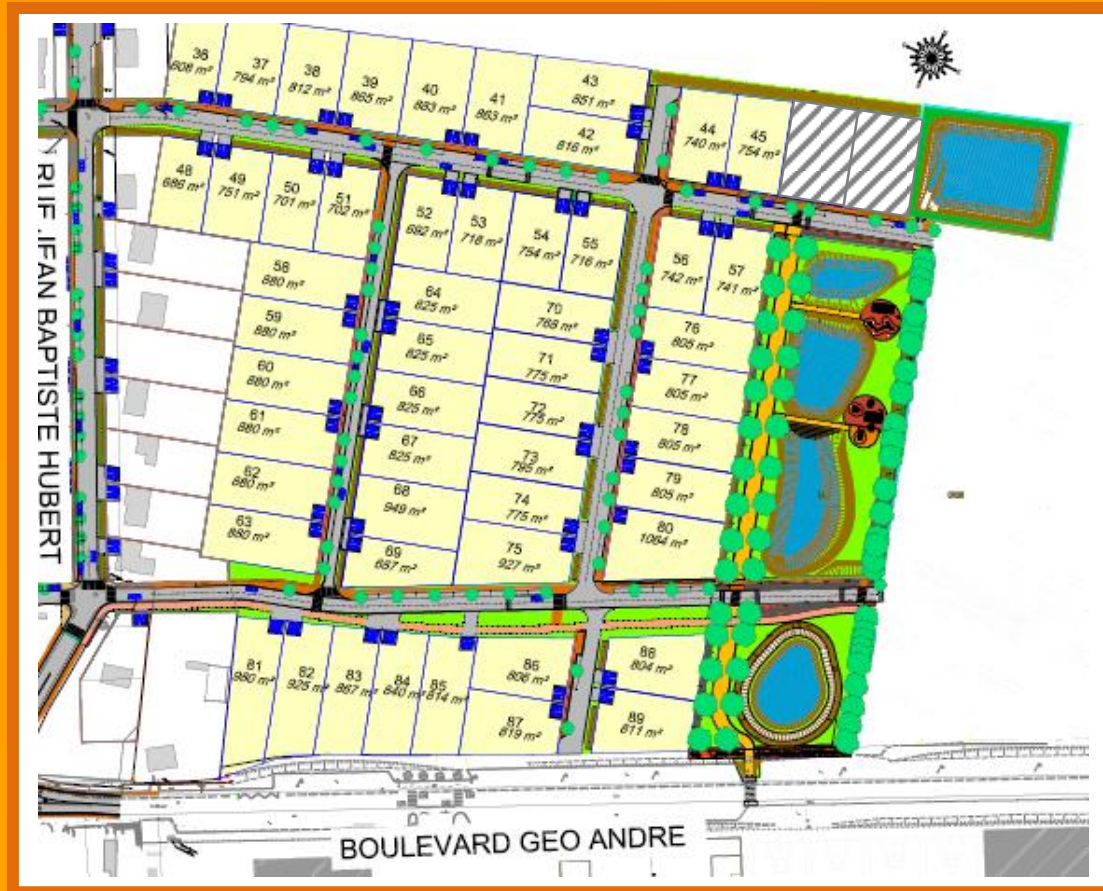 36
608 m²
37
794 m²
38
812 m²
39
865 m²
40
883 m²
41
863 m²
43
851 m²
42
816 m²
44
740 m²
45
754 m²
48
686 m²
49
751 m²
50
701 m²
51
702 m²
52
692 m²
53
718 m²
54
754 m²
55
716 m²
56
742 m²
57
741 m²
58
880 m²
59
880 m²
60
880 m²
61
880 m²
62
880 m²
63
880 m²
64
825 m²
65
825 m²
66
825 m²
67
825 m²
68
949 m²
69
687 m²
70
768 m²
71
775 m²
72
775 m²
73
795 m²
74
775 m²
75
927 m²
76
805 m²
77
805 m²
78
805 m²
79
805 m²
80
1064 m²
81
980 m²
82
925 m²
83
867 m²
84
840 m²
85
814 m²
86
806 m²
87
819 m²
88
804 m²
89
811 m²
RUE JEAN BAPTISTE HUBERT
BOULEVARD GEO ANDRE